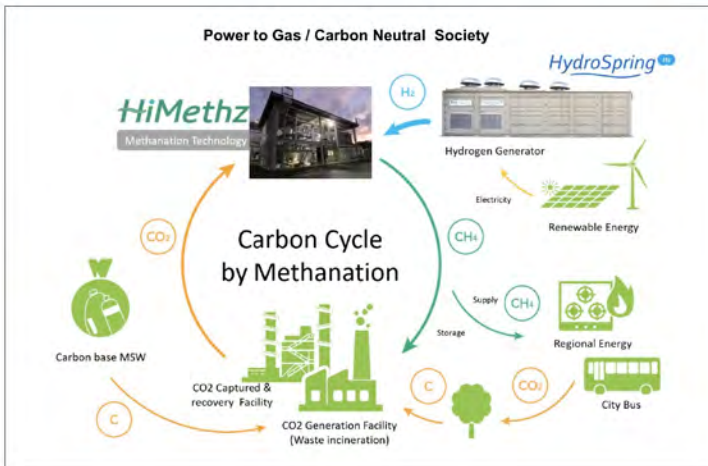 Power to Gas / Carbon Neutral Society
HydroSpring
HiMethz
Methanation Technology
H₂
Hydrogen Generator
Electricity
Renewable Energy
CO₂
Carbon Cycle
by Methanation
CH₄
Supply
CH₄
Storage
Regional Energy
Carbon base MSW
CO2 Captured &
recovery Facility
C
CO2 Generation Facility
(Waste incineration)
C
CO₂
City Bus